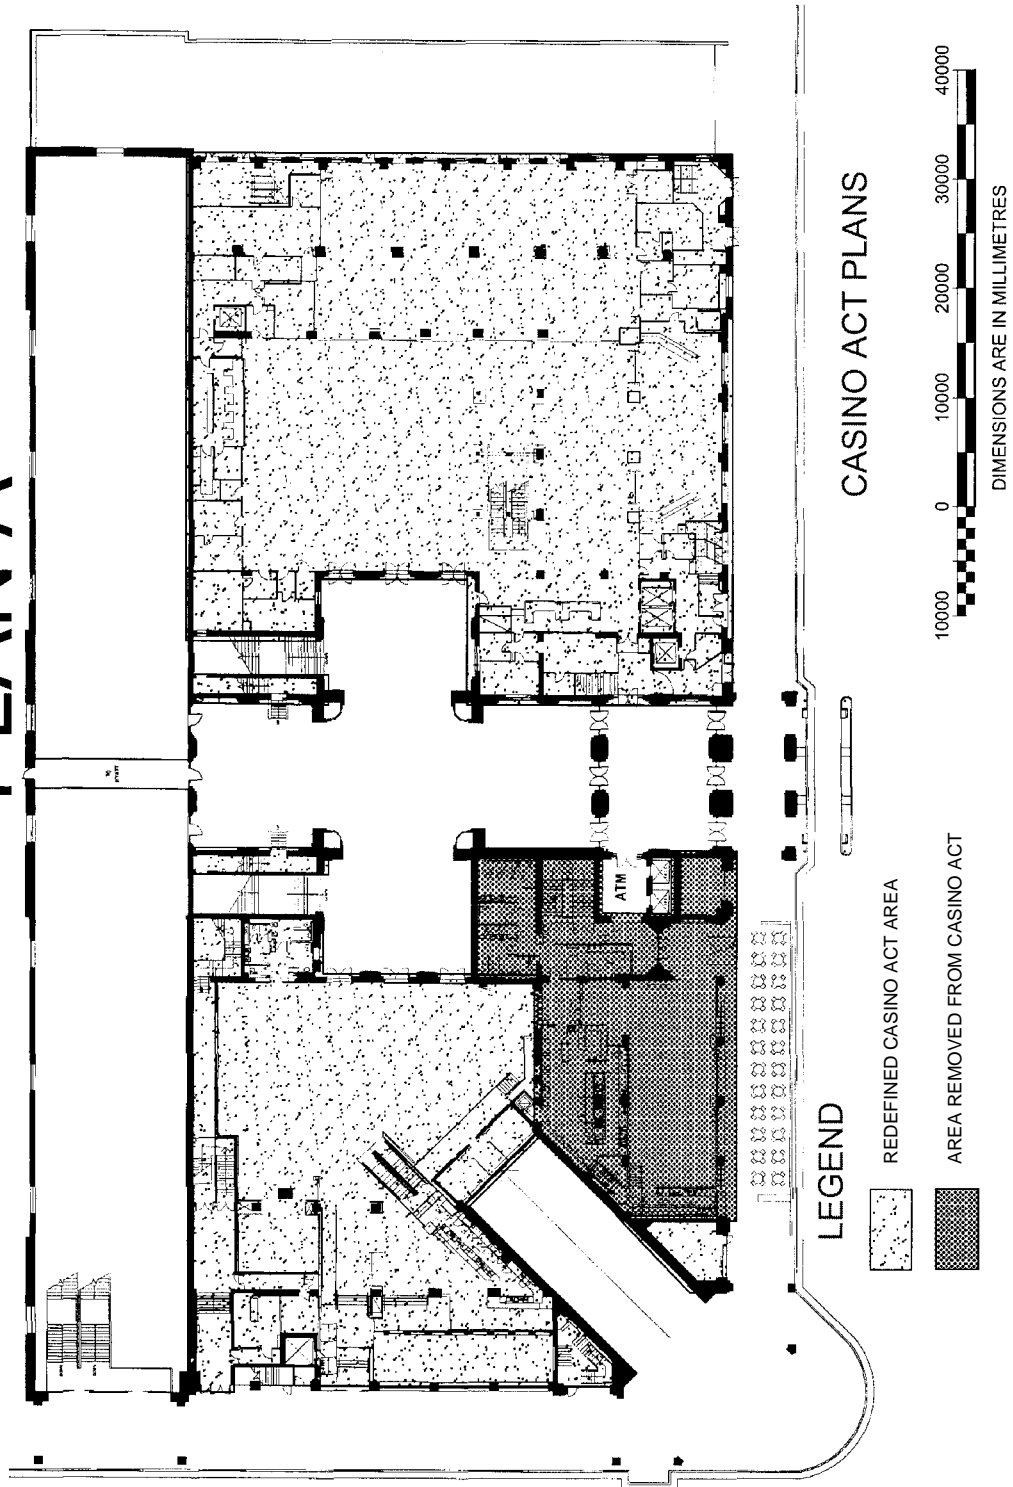 ATM
CASINO ACT PLANS
LEGEND
REDEFINED CASINO ACT AREA
AREA REMOVED FROM CASINO ACT
10000 0 10000 20000 30000 40000
DIMENSIONS ARE IN MILLIMETRES